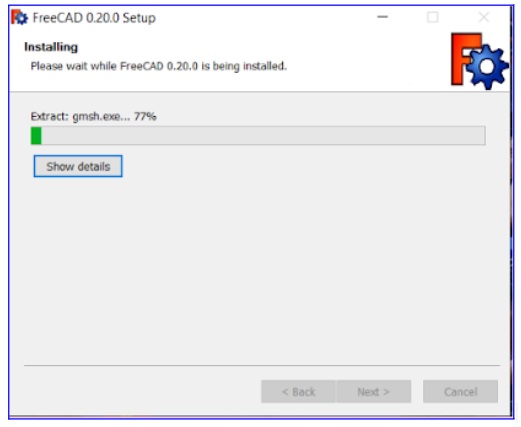 FreeCAD 0.20.0 Setup
Installing
Please wait while FreeCAD 0.20.0 is being installed.
Extract: gmsh.exe... 77%
Show details
< Back Next > Cancel